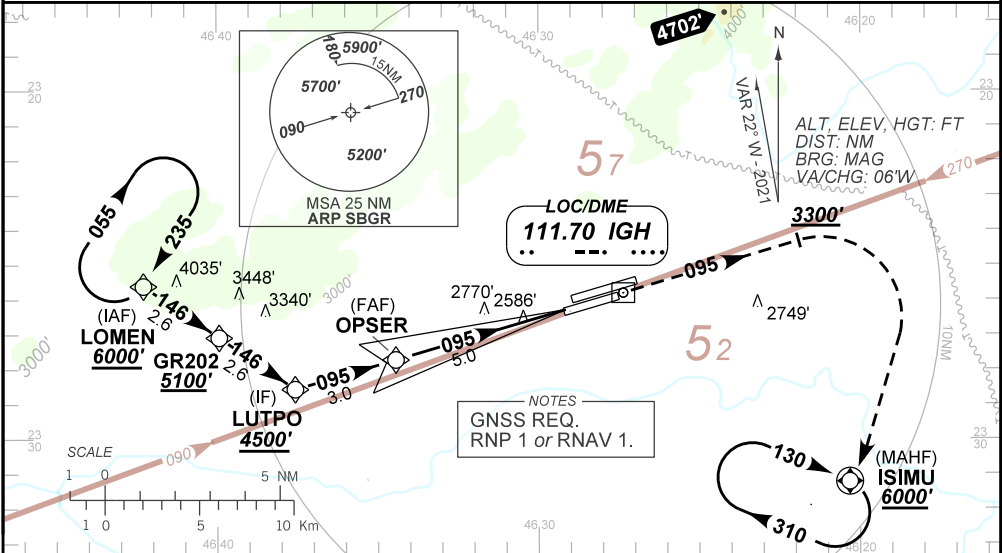 46 40
46 30
46 20
4702'
4000'
N
23
20
23
20
180
5900'
15NM
5700'
270
090
5200'
MSA 25 NM
ARP SBGR
VAR 22° W - 2021
ALT, ELEV, HGT: FT
DIST: NM
BRG: MAG
VA/CHG: 06'W
5 7
270
LOC/DME
111.70 IGH
3300'
055
235
4035'
3448'
3340'
3000'
(FAF)
OPSER
2770'
2586'
095
2749'
(IAF)
LOMEN
6000'
146
2.6
GR202
5100'
146
2.6
(IF)
LUTPO
4500'
095
3.0
095
5.0
5 2
10NM
3000'
NOTES
GNSS REQ.
RNP 1 or RNAV 1.
23
30
23
30
SCALE
1 0 5 NM
1 0 5 10 Km
090
130
310
(MAHF)
ISIMU
6000'
46 40
46 30
46 20